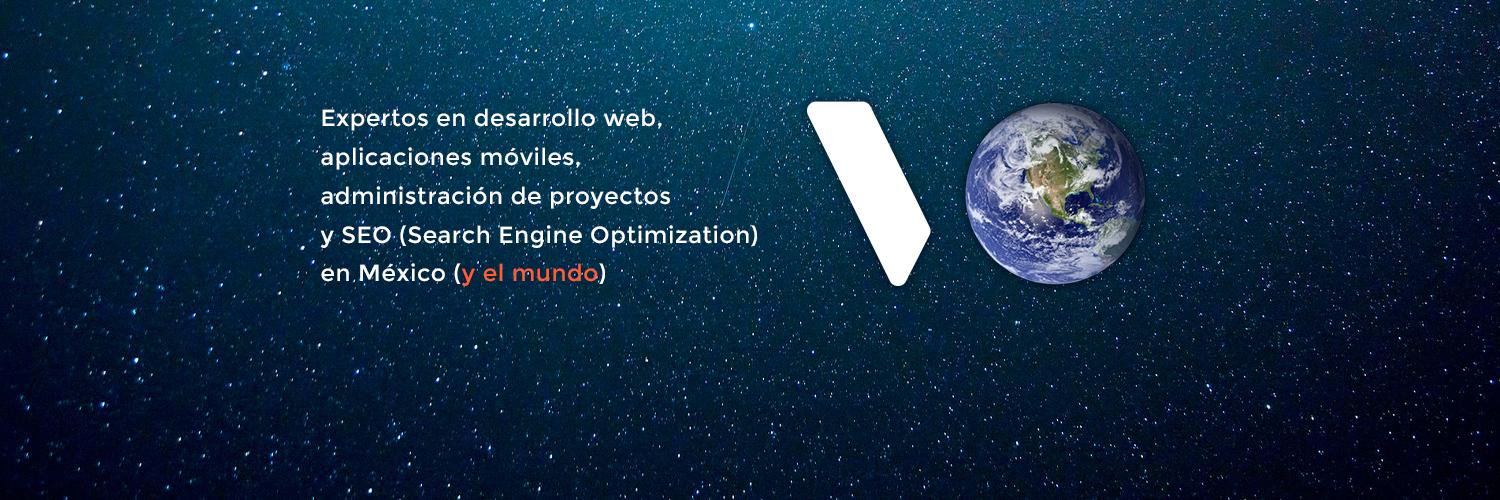 Expertos en desarrollo web,
aplicaciones móviles,
administración de proyectos
y SEO (Search Engine Optimization)
en México (y el mundo)